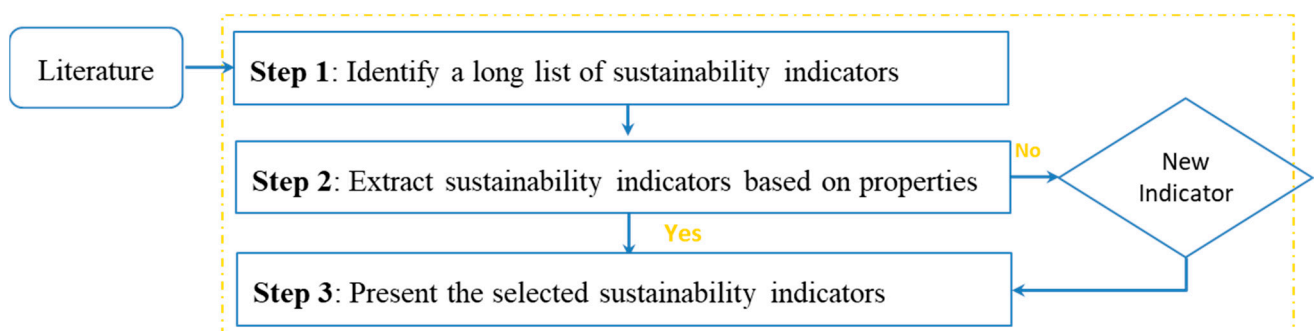 Literature
Step 1: Identify a long list of sustainability indicators
Step 2: Extract sustainability indicators based on properties
No
New
Indicator
Yes
Step 3: Present the selected sustainability indicators